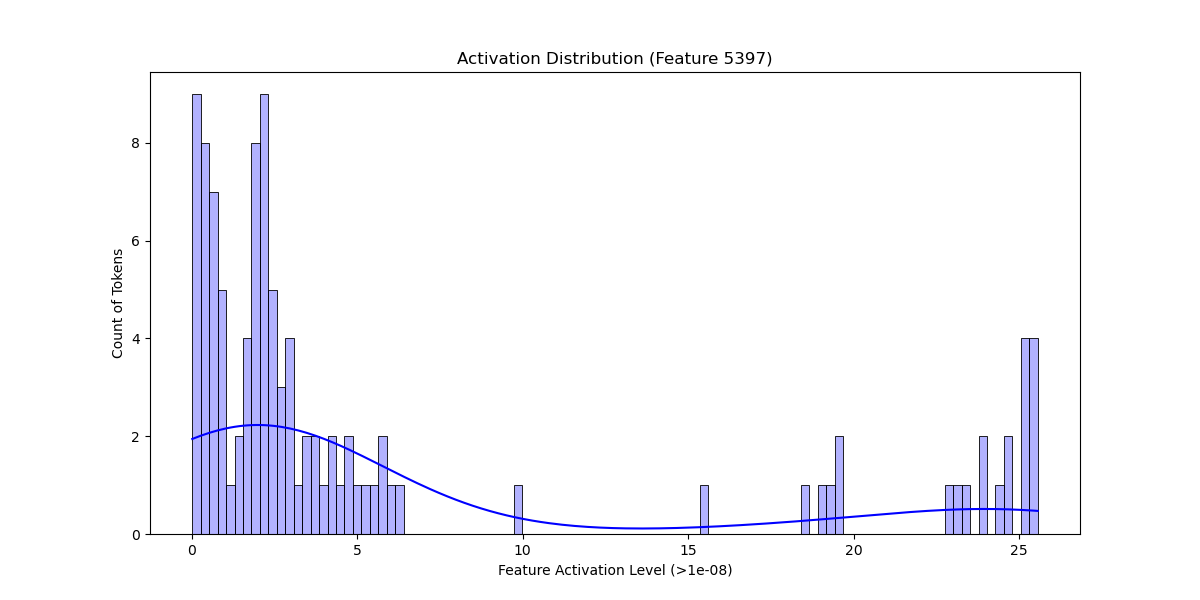 Activation Distribution (Feature 5397)
Count of Tokens
8
6
4
2
0
0 5 10 15 20 25
Feature Activation Level (>1e-08)